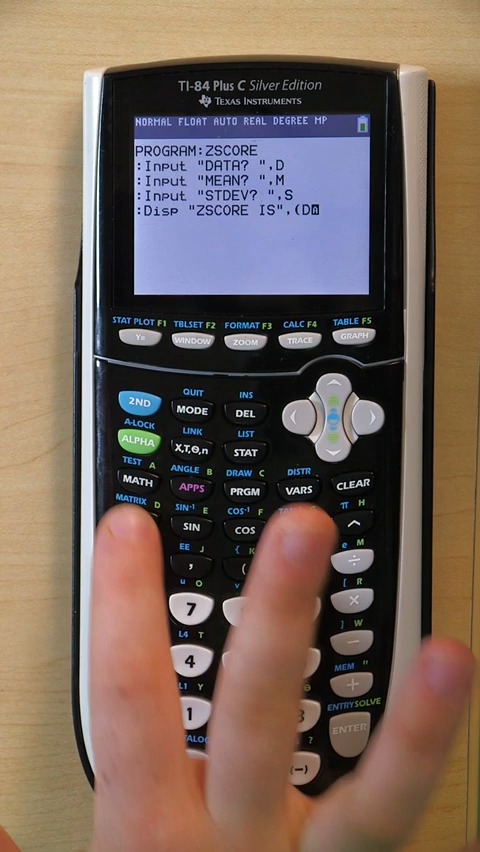 TI-84 Plus C Silver Edition
TEXAS INSTRUMENTS
NORMAL FLOAT AUTO REAL DEGREE MP
PROGRAM:ZSCORE
:Input "DATA? ",D
:Input "MEAN? ",M
:Input "STDEV? ",S
:Disp "ZSCORE IS",(D
STAT PLOT F1 TBLSET F2 FORMAT F3 CALC F4 TABLE F5
Y= WINDOW ZOOM TRACE GRAPH
QUIT INS
2ND MODE DEL
A-LOCK LINK LIST
ALPHA X,T,θ,n STAT
TEST A ANGLE B DRAW C DISTR
MATH APPS PRGM VARS CLEAR
MATRIX D SIN⁻¹ E COS⁻¹ F π H
SIN COS ^
EE J { K e M
, ( ÷
u O [ R
7 ×
L4 T ] W
4 −
L1 Y MEM "
1 3 +
ENTRY SOLVE
? ENTER
(-)